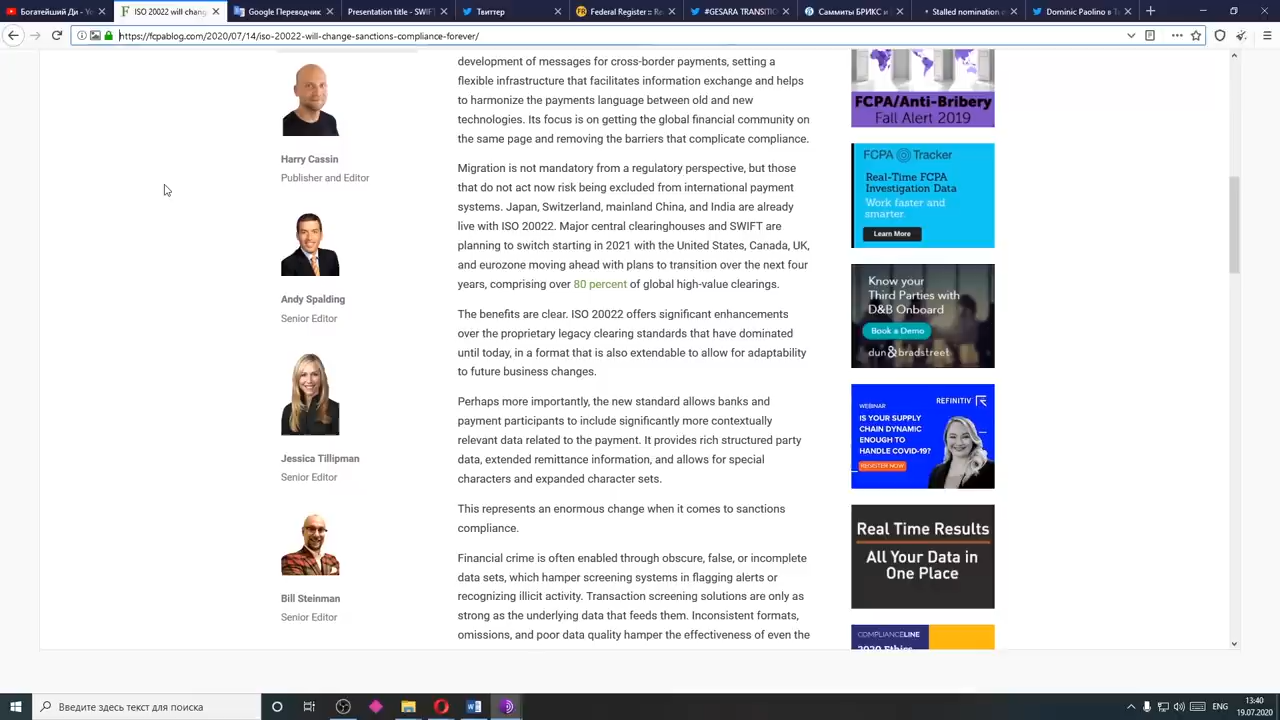 Богатейший Ди - Yo
ISO 20022 will chang
Google Переводчик
Presentation title - SWIFT
Твиттер
Federal Register :: Re
#GESARA TRANSITIO
Саммиты БРИКС и
Stalled nomination c
Dominic Paolino в Т
https://fcpablog.com/2020/07/14/iso-20022-will-change-sanctions-compliance-forever/
Harry Cassin
Publisher and Editor
Andy Spalding
Senior Editor
Jessica Tillipman
Senior Editor
Bill Steinman
Senior Editor
development of messages for cross-border payments, setting a
flexible infrastructure that facilitates information exchange and helps
to harmonize the payments language between old and new
technologies. Its focus is on getting the global financial community on
the same page and removing the barriers that complicate compliance.
Migration is not mandatory from a regulatory perspective, but those
that do not act now risk being excluded from international payment
systems. Japan, Switzerland, mainland China, and India are already
live with ISO 20022. Major central clearinghouses and SWIFT are
planning to switch starting in 2021 with the United States, Canada, UK,
and eurozone moving ahead with plans to transition over the next four
years, comprising over 80 percent of global high-value clearings.
The benefits are clear. ISO 20022 offers significant enhancements
over the proprietary legacy clearing standards that have dominated
until today, in a format that is also extendable to allow for adaptability
to future business changes.
Perhaps more importantly, the new standard allows banks and
payment participants to include significantly more contextually
relevant data related to the payment. It provides rich structured party
data, extended remittance information, and allows for special
characters and expanded character sets.
This represents an enormous change when it comes to sanctions
compliance.
Financial crime is often enabled through obscure, false, or incomplete
data sets, which hamper screening systems in flagging alerts or
recognizing illicit activity. Transaction screening solutions are only as
strong as the underlying data that feeds them. Inconsistent formats,
omissions, and poor data quality hamper the effectiveness of even the
FCPA/Anti-Bribery
Fall Alert 2019
FCPA Tracker
Real-Time FCPA
Investigation Data
Work faster and
smarter.
Learn More
Know your
Third Parties with
D&B Onboard
Book a Demo
dun & bradstreet
REFINITIV
WEBINAR
IS YOUR SUPPLY
CHAIN DYNAMIC
ENOUGH TO
HANDLE COVID-19?
REGISTER NOW
Real Time Results
All Your Data in
One Place
COMPLIANCELINE
2020 Ethics
Введите здесь текст для поиска
ENG
13:40
19.07.2020